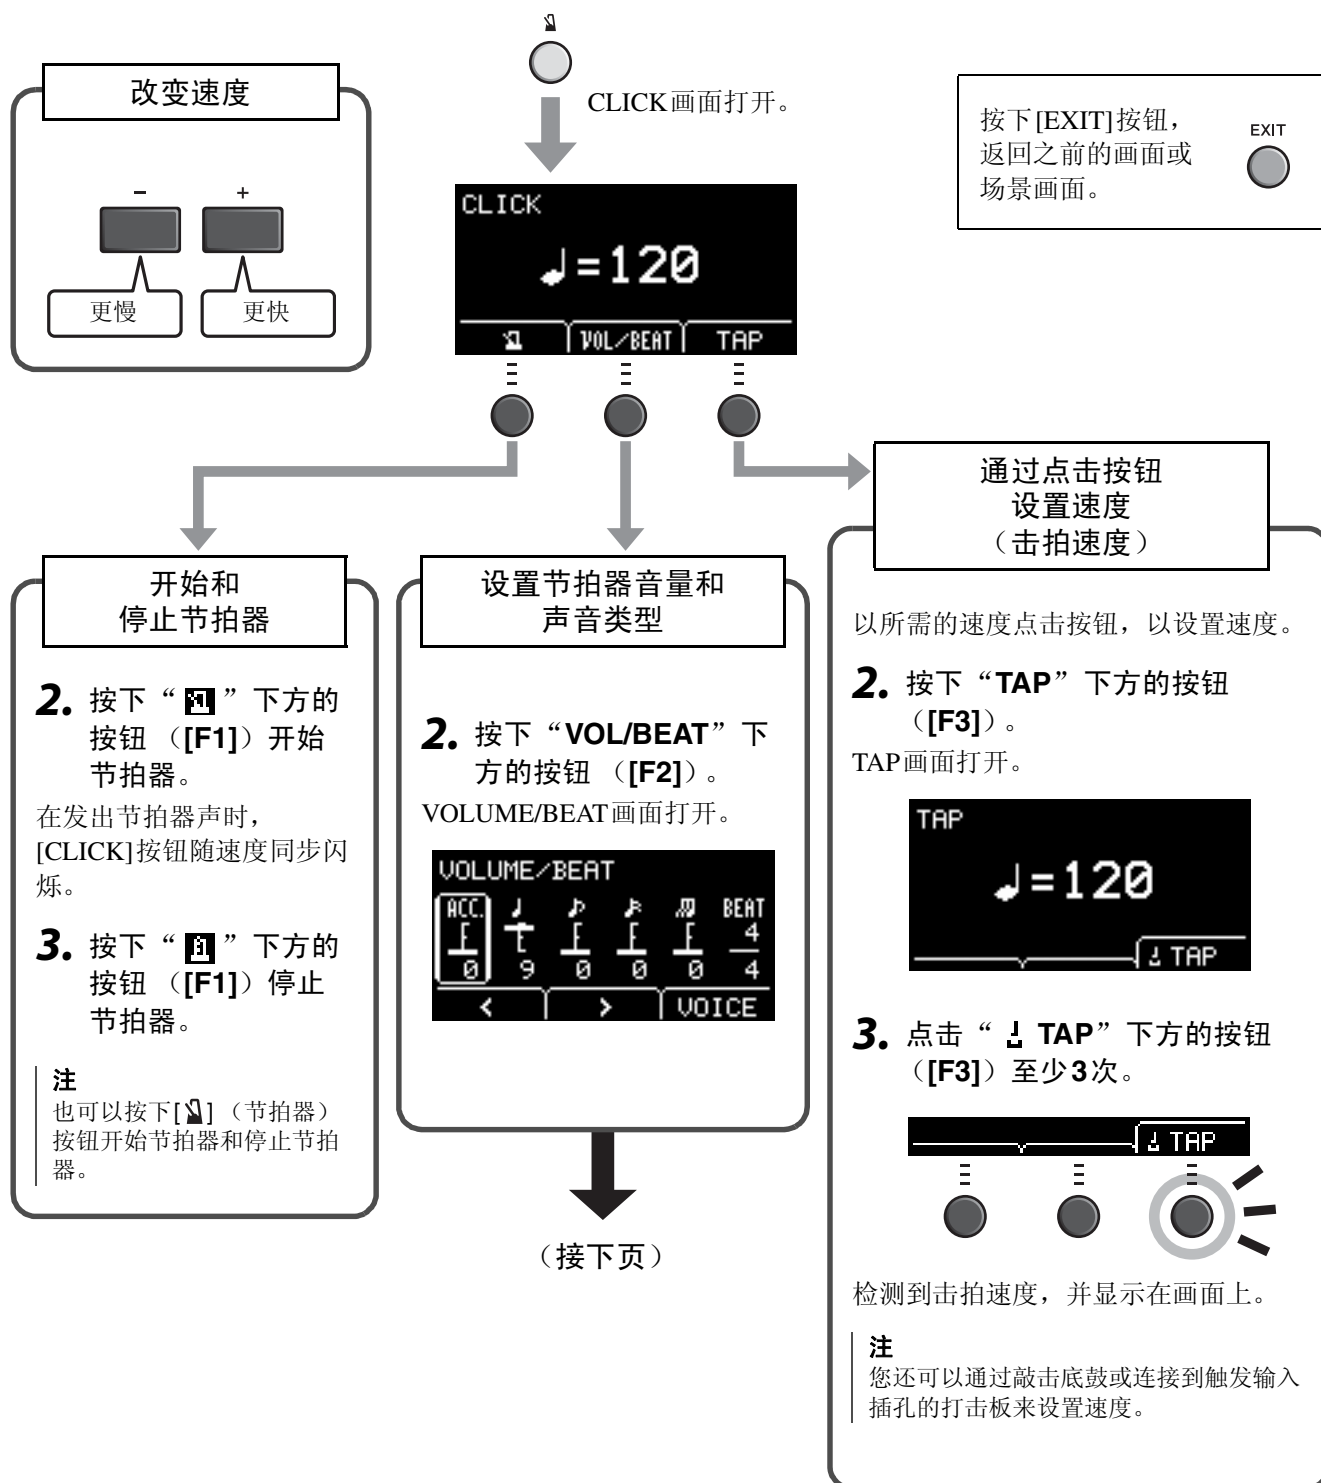 CLICK画面打开。
改变速度
－ ＋
更慢
更快
按下[EXIT]按钮，
返回之前的画面或
场景画面。
EXIT
CLICK
=120
VOL/BEAT
TAP
开始和
停止节拍器
2. 按下“ ”下方的
按钮 （[F1]）开始
节拍器。
在发出节拍器声时，
[CLICK]按钮随速度同步闪
烁。
3. 按下“ ”下方的
按钮 （[F1]）停止
节拍器。
注
也可以按下[ ]（节拍器）
按钮开始节拍器和停止节拍
器。
设置节拍器音量和
声音类型
2. 按下“VOL/BEAT”下
方的按钮 （[F2]）。
VOLUME/BEAT画面打开。
VOLUME/BEAT
ACC. BEAT
4
0 9 0 0 0 4
< > VOICE
（接下页）
通过点击按钮
设置速度
（击拍速度）
以所需的速度点击按钮，以设置速度。
2. 按下“TAP”下方的按钮
（[F3]）。
TAP画面打开。
TAP
=120
TAP
3. 点击“ TAP”下方的按钮
（[F3]）至少3次。
TAP
检测到击拍速度，并显示在画面上。
注
您还可以通过敲击底鼓或连接到触发输入
插孔的打击板来设置速度。